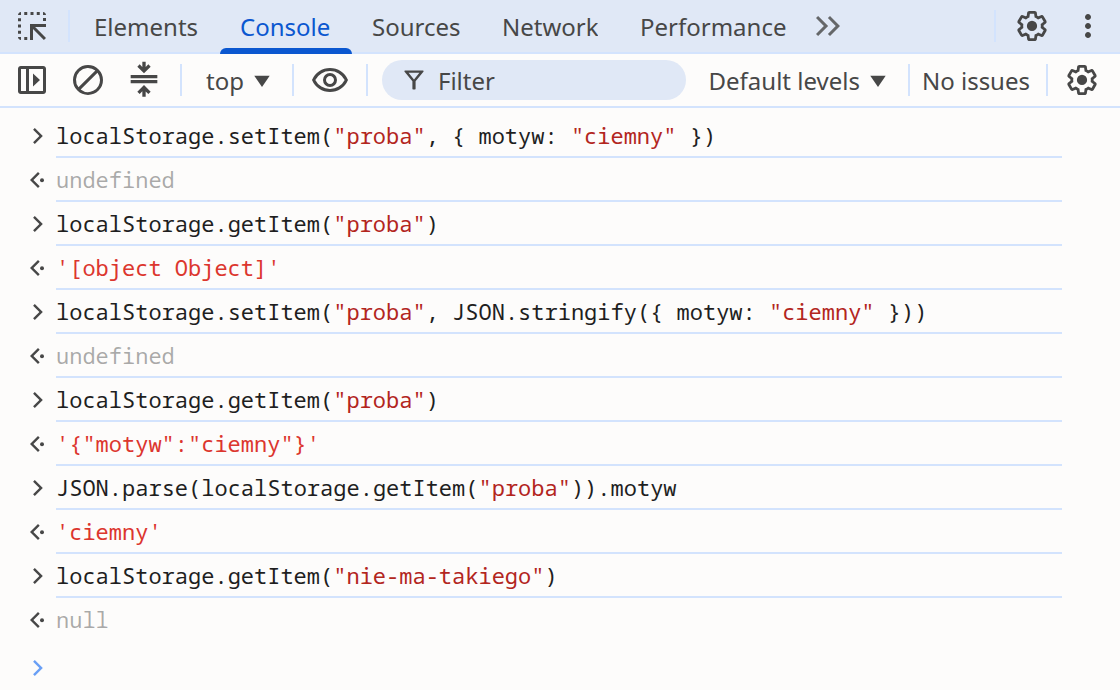 Elements Console Sources Network Performance
top Filter Default levels No issues
localStorage.setItem("proba", { motyw: "ciemny" })
undefined
localStorage.getItem("proba")
'[object Object]'
localStorage.setItem("proba", JSON.stringify({ motyw: "ciemny" }))
undefined
localStorage.getItem("proba")
'{"motyw":"ciemny"}'
JSON.parse(localStorage.getItem("proba")).motyw
'ciemny'
localStorage.getItem("nie-ma-takiego")
null